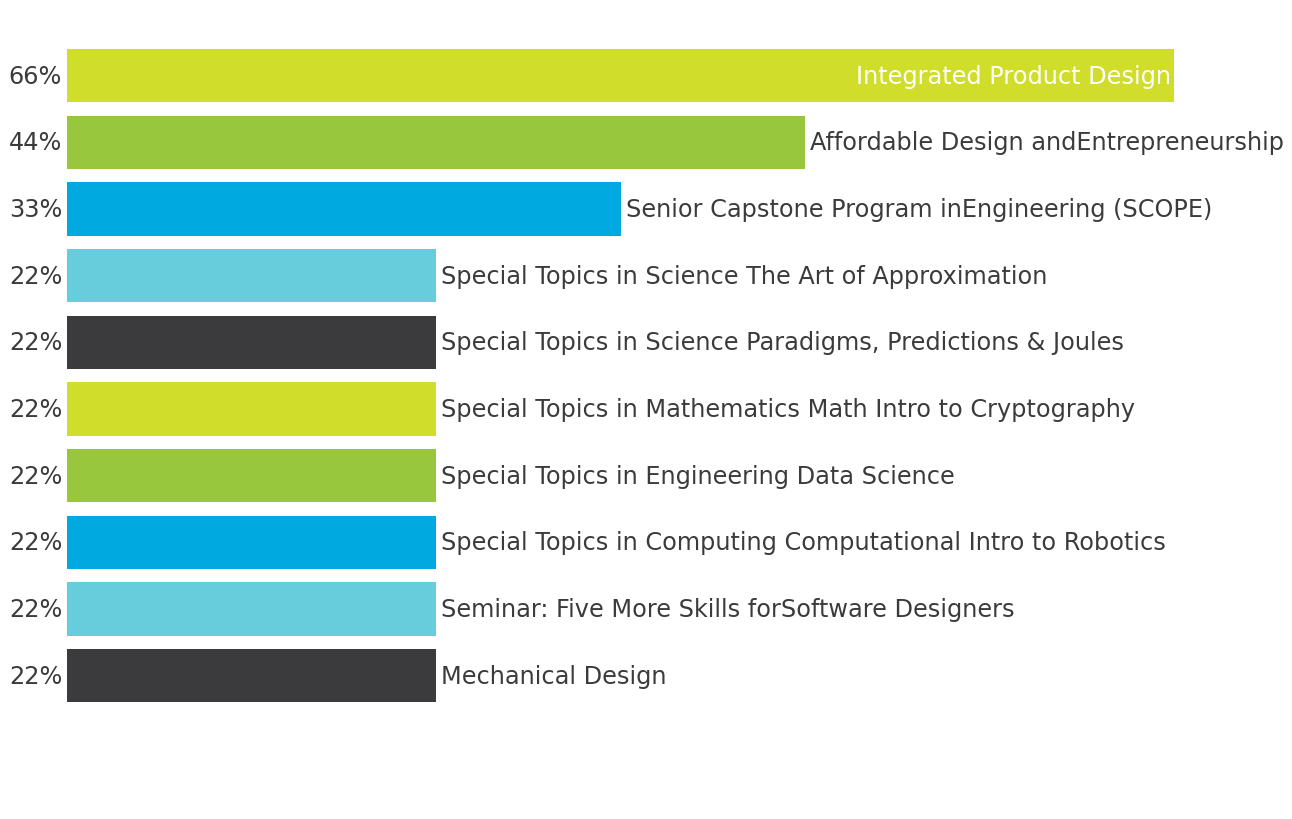 66% Integrated Product Design
44% Affordable Design andEntrepreneurship
33% Senior Capstone Program inEngineering (SCOPE)
22% Special Topics in Science The Art of Approximation
22% Special Topics in Science Paradigms, Predictions & Joules
22% Special Topics in Mathematics Math Intro to Cryptography
22% Special Topics in Engineering Data Science
22% Special Topics in Computing Computational Intro to Robotics
22% Seminar: Five More Skills forSoftware Designers
22% Mechanical Design